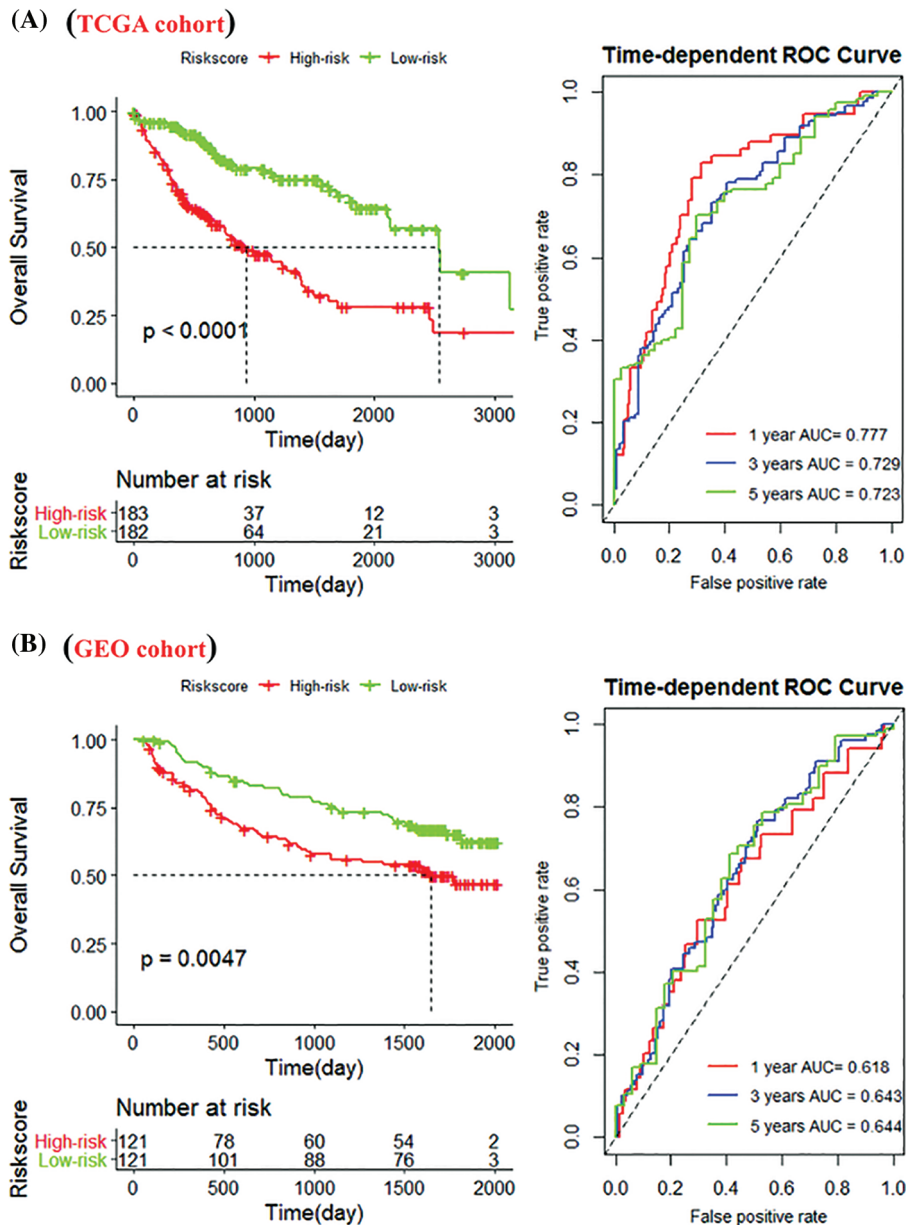 (A) (TCGA cohort)
Riskscore High-risk Low-risk
Overall Survival
1.00
0.75
0.50
0.25
0.00
p < 0.0001
0 1000 2000 3000
Time(day)
Number at risk
Riskscore
High-risk 183 37 12 3
Low-risk 182 64 21 3
0 1000 2000 3000
Time(day)
Time-dependent ROC Curve
True positive rate
1.0
0.8
0.6
0.4
0.2
0.0
1 year AUC= 0.777
3 years AUC = 0.729
5 years AUC = 0.723
0.0 0.2 0.4 0.6 0.8 1.0
False positive rate
(B) (GEO cohort)
Riskscore High-risk Low-risk
Overall Survival
1.00
0.75
0.50
0.25
0.00
p = 0.0047
0 500 1000 1500 2000
Time(day)
Number at risk
Riskscore
High-risk 121 78 60 54 2
Low-risk 121 101 88 76 3
0 500 1000 1500 2000
Time(day)
Time-dependent ROC Curve
True positive rate
1.0
0.8
0.6
0.4
0.2
0.0
1 year AUC= 0.618
3 years AUC = 0.643
5 years AUC = 0.644
0.0 0.2 0.4 0.6 0.8 1.0
False positive rate